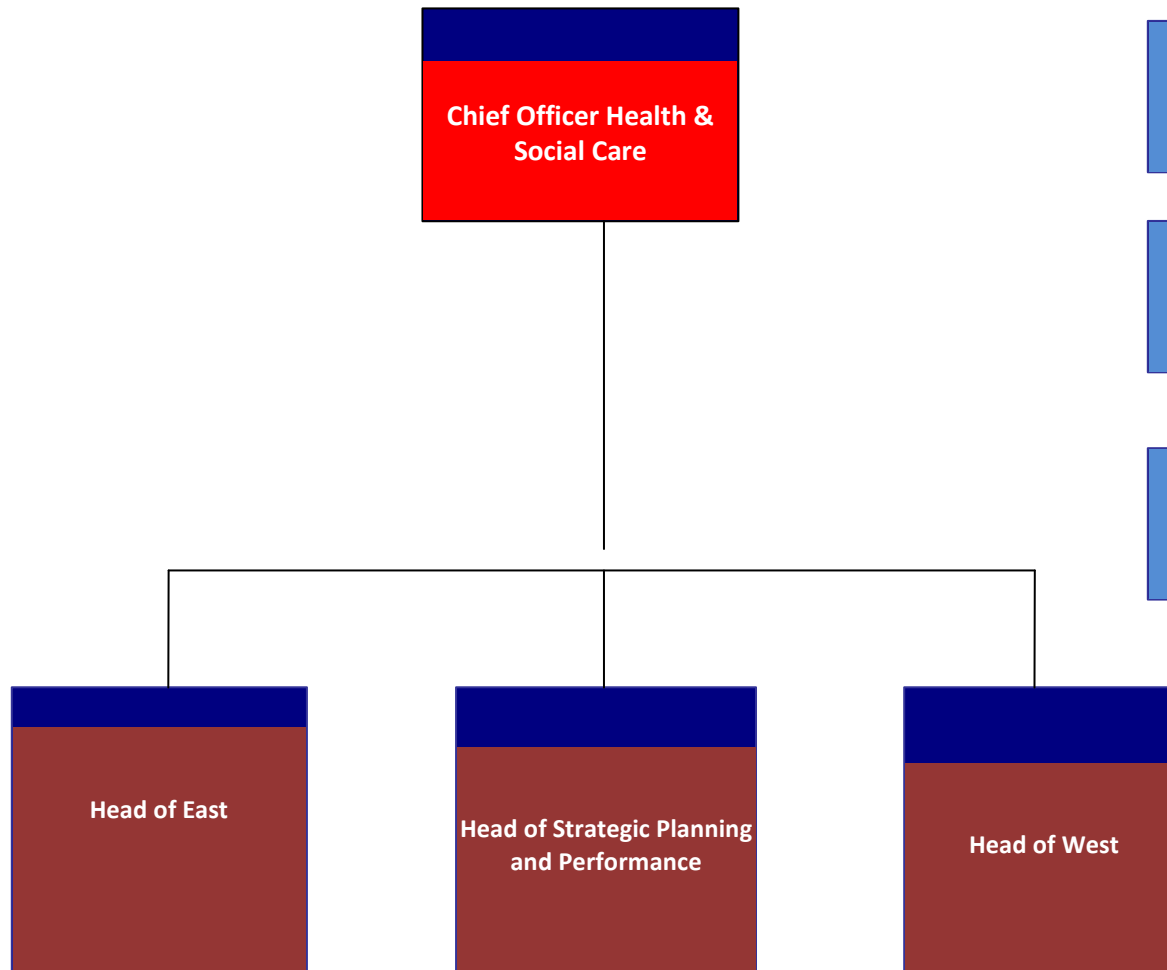 Chief Officer Health &
Social Care
Head of East
Head of Strategic Planning
and Performance
Head of West